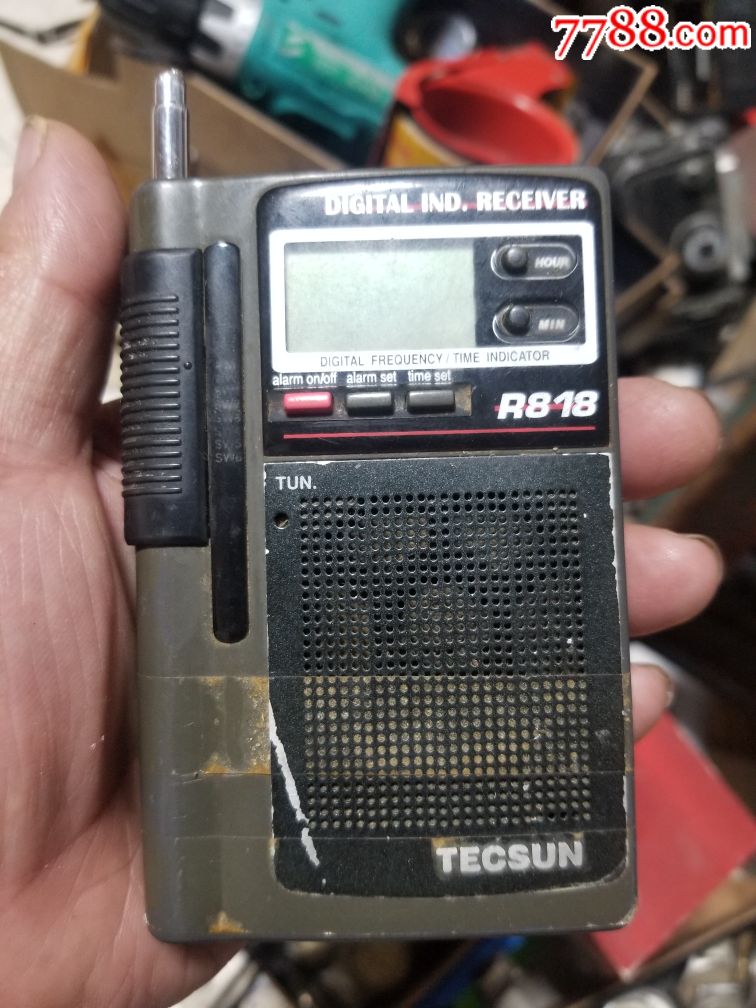 7788.com
DIGITAL IND. RECEIVER
HOUR
MIN
DIGITAL FREQUENCY / TIME INDICATOR
alarm on/off alarm set time set
R818
TUN.
TECSUN